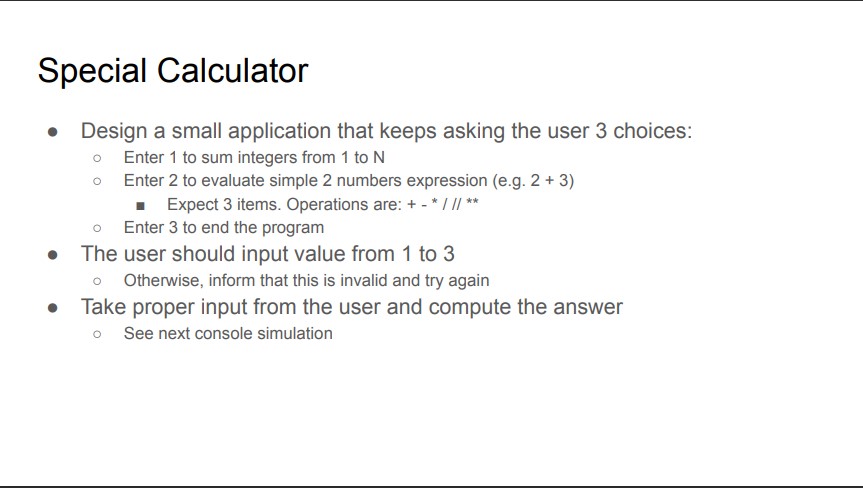 Special Calculator
● Design a small application that keeps asking the user 3 choices:
○ Enter 1 to sum integers from 1 to N
○ Enter 2 to evaluate simple 2 numbers expression (e.g. 2 + 3)
■ Expect 3 items. Operations are: + - * / // **
○ Enter 3 to end the program
● The user should input value from 1 to 3
○ Otherwise, inform that this is invalid and try again
● Take proper input from the user and compute the answer
○ See next console simulation